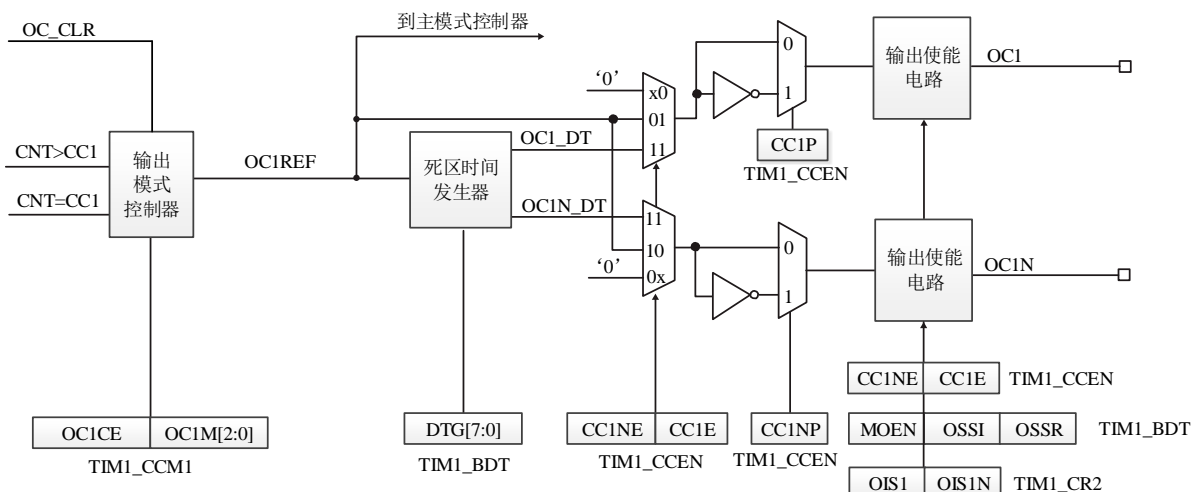 到主模式控制器
OC_CLR
CNT>CC1
CNT=CC1
输出
模式
控制器
OC1REF
死区时间
发生器
OC1_DT
OC1N_DT
‘0’
x0
01
11
11
10
0x
‘0’
0
1
CC1P
TIM1_CCEN
0
1
输出使能
电路
OC1
输出使能
电路
OC1N
OC1CE OC1M[2:0]
TIM1_CCM1
DTG[7:0]
TIM1_BDT
CC1NE CC1E
TIM1_CCEN
CC1NP
TIM1_CCEN
CC1NE CC1E TIM1_CCEN
MOEN OSSI OSSR TIM1_BDT
OIS1 OIS1N TIM1_CR2